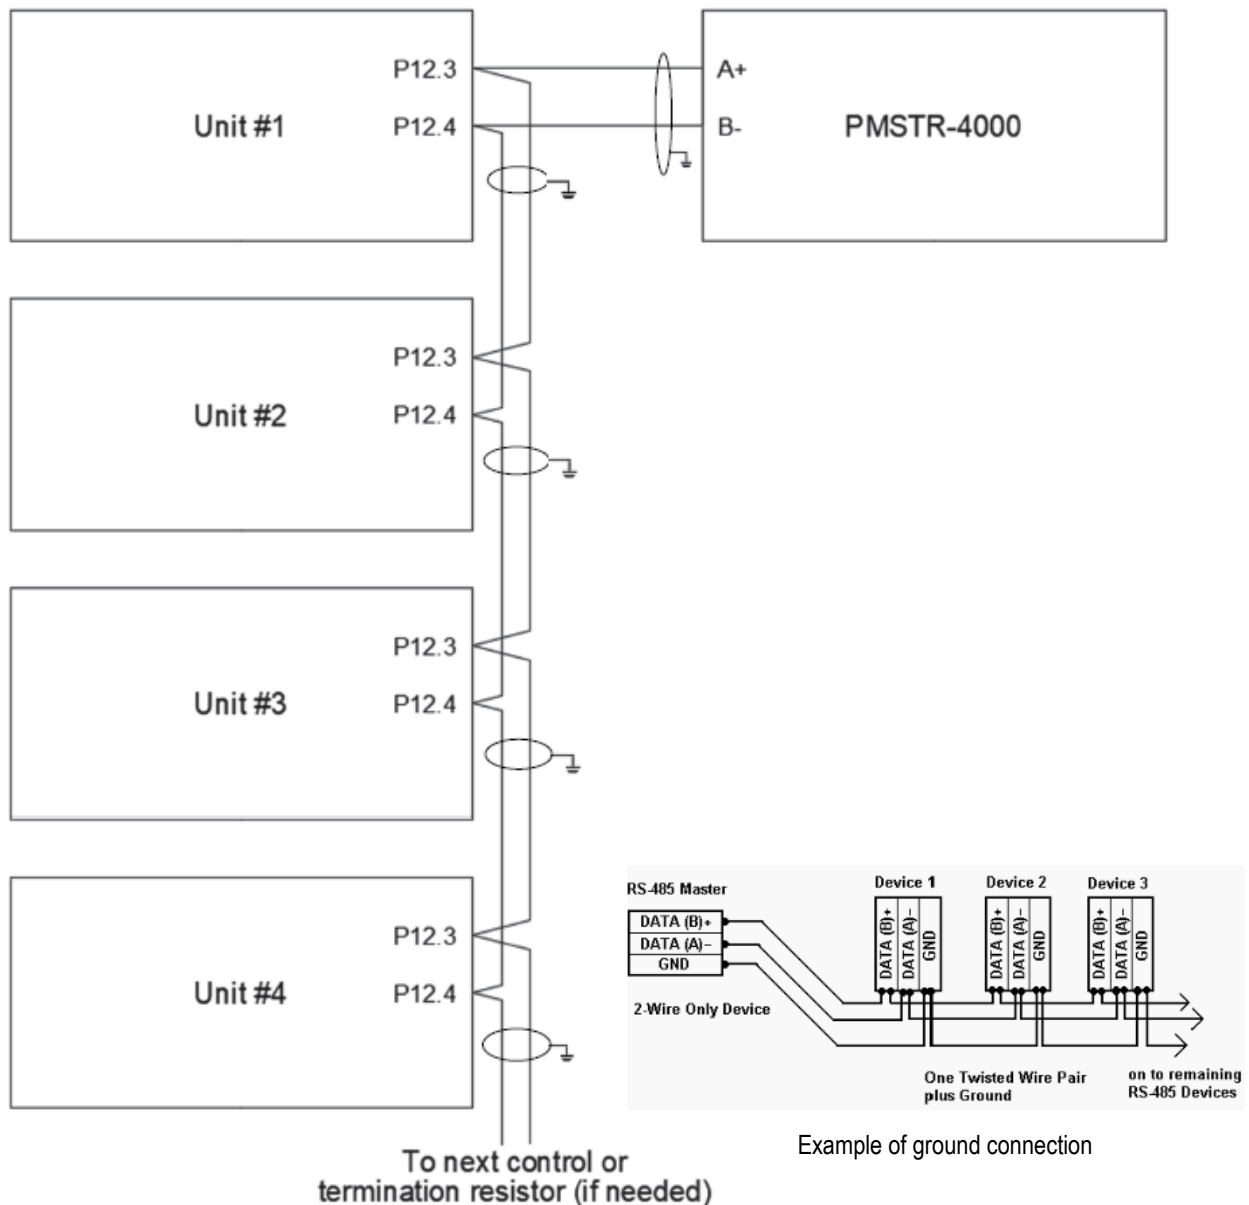 P12.3
Unit #1
P12.4
A+
B-
PMSTR-4000
P12.3
Unit #2
P12.4
P12.3
Unit #3
P12.4
P12.3
Unit #4
P12.4
To next control or
termination resistor (if needed)
RS-485 Master
DATA (B)+
DATA (A)−
GND
2-Wire Only Device
Device 1
DATA (B)+
DATA (A)−
GND
Device 2
DATA (B)+
DATA (A)−
GND
Device 3
DATA (B)+
DATA (A)−
GND
One Twisted Wire Pair
plus Ground
on to remaining
RS-485 Devices
Example of ground connection